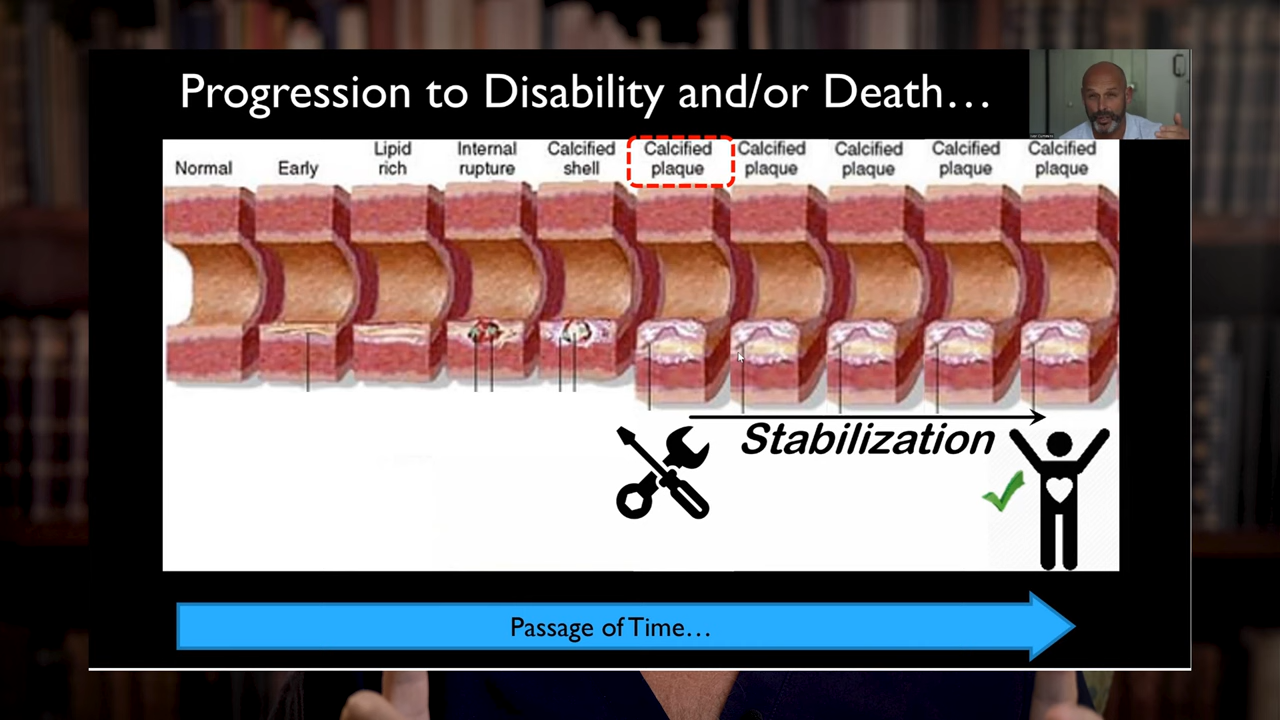 Progression to Disability and/or Death…
Normal
Early
Lipid
rich
Internal
rupture
Calcified
shell
Calcified
plaque
Calcified
plaque
Calcified
plaque
Calcified
plaque
Calcified
plaque
Stabilization
Passage of Time…